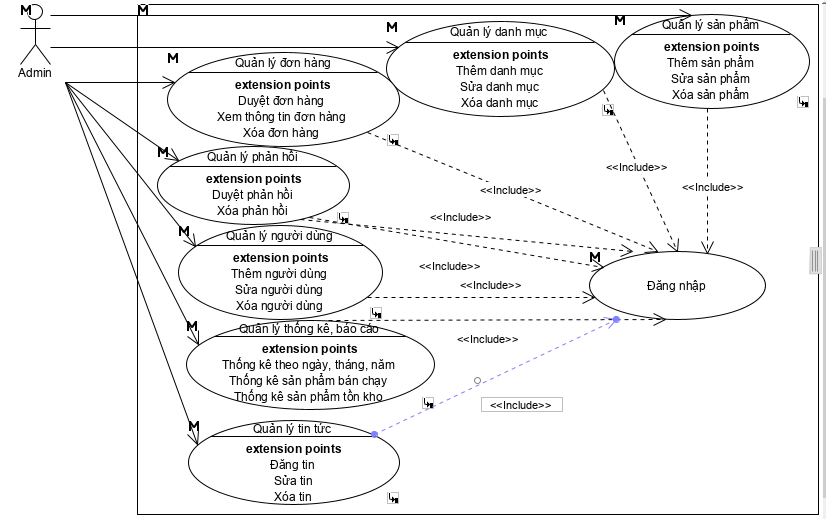 M
M
Admin
M
Quản lý đơn hàng
extension points
Duyệt đơn hàng
Xem thông tin đơn hàng
Xóa đơn hàng
M
Quản lý danh mục
extension points
Thêm danh mục
Sửa danh mục
Xóa danh mục
M
Quản lý sản phẩm
extension points
Thêm sản phẩm
Sửa sản phẩm
Xóa sản phẩm
M
Quản lý phản hồi
extension points
Duyệt phản hồi
Xóa phản hồi
M
Quản lý người dùng
extension points
Thêm người dùng
Sửa người dùng
Xóa người dùng
M
Quản lý thống kê, báo cáo
extension points
Thống kê theo ngày, tháng, năm
Thống kê sản phẩm bán chạy
Thống kê sản phẩm tồn kho
M
Quản lý tin tức
extension points
Đăng tin
Sửa tin
Xóa tin
<<Include>>
<<Include>>
<<Include>>
<<Include>>
<<Include>>
<<Include>>
<<Include>>
<<Include>>
M
Đăng nhập